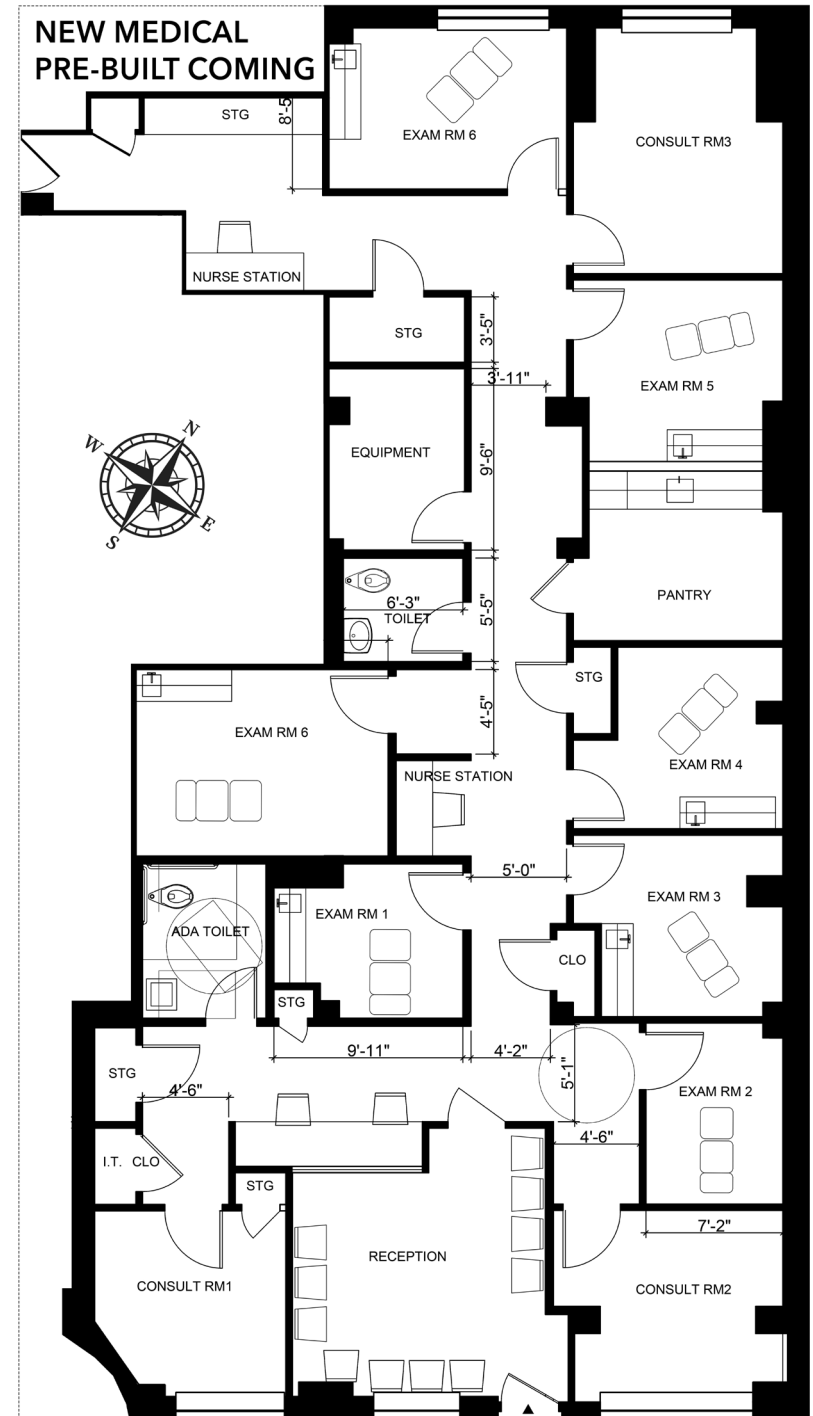 NEW MEDICAL
PRE-BUILT COMING
STG
8'-5
EXAM RM 6
CONSULT RM3
NURSE STATION
STG
3'-5"
3'-11"
EXAM RM 5
N
W
E
S
EQUIPMENT
9'-6"
6'-3"
TOILET
5'-5"
PANTRY
STG
4'-5"
EXAM RM 6
NURSE STATION
EXAM RM 4
5'-0"
EXAM RM 1
EXAM RM 3
ADA TOILET
CLO
STG
9'-11"
4'-2"
5'-1"
STG
4'-6"
EXAM RM 2
4'-6"
I.T. CLO
STG
7'-2"
RECEPTION
CONSULT RM1
CONSULT RM2